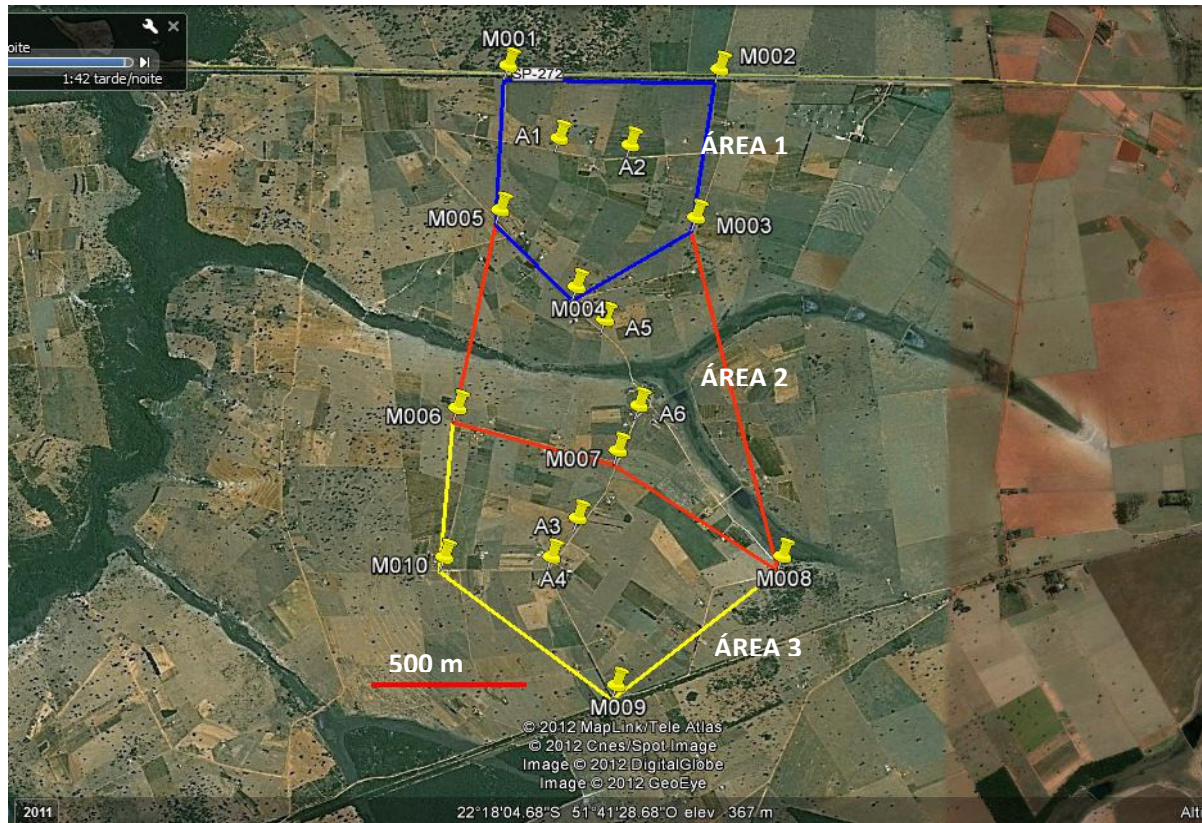 noite
1:42 tarde/noite
M001
M002
SP-272
A1
A2
ÁREA 1
M005
M003
M004
A5
ÁREA 2
M006
A6
M007
A3
M010
A4
M008
ÁREA 3
500 m
M009
© 2012 MapLink/Tele Atlas
© 2012 Cnes/Spot Image
Image © 2012 DigitalGlobe
Image © 2012 GeoEye
2011
22°18'04.68"S 51°41'28.68"O elev 367 m
Alt